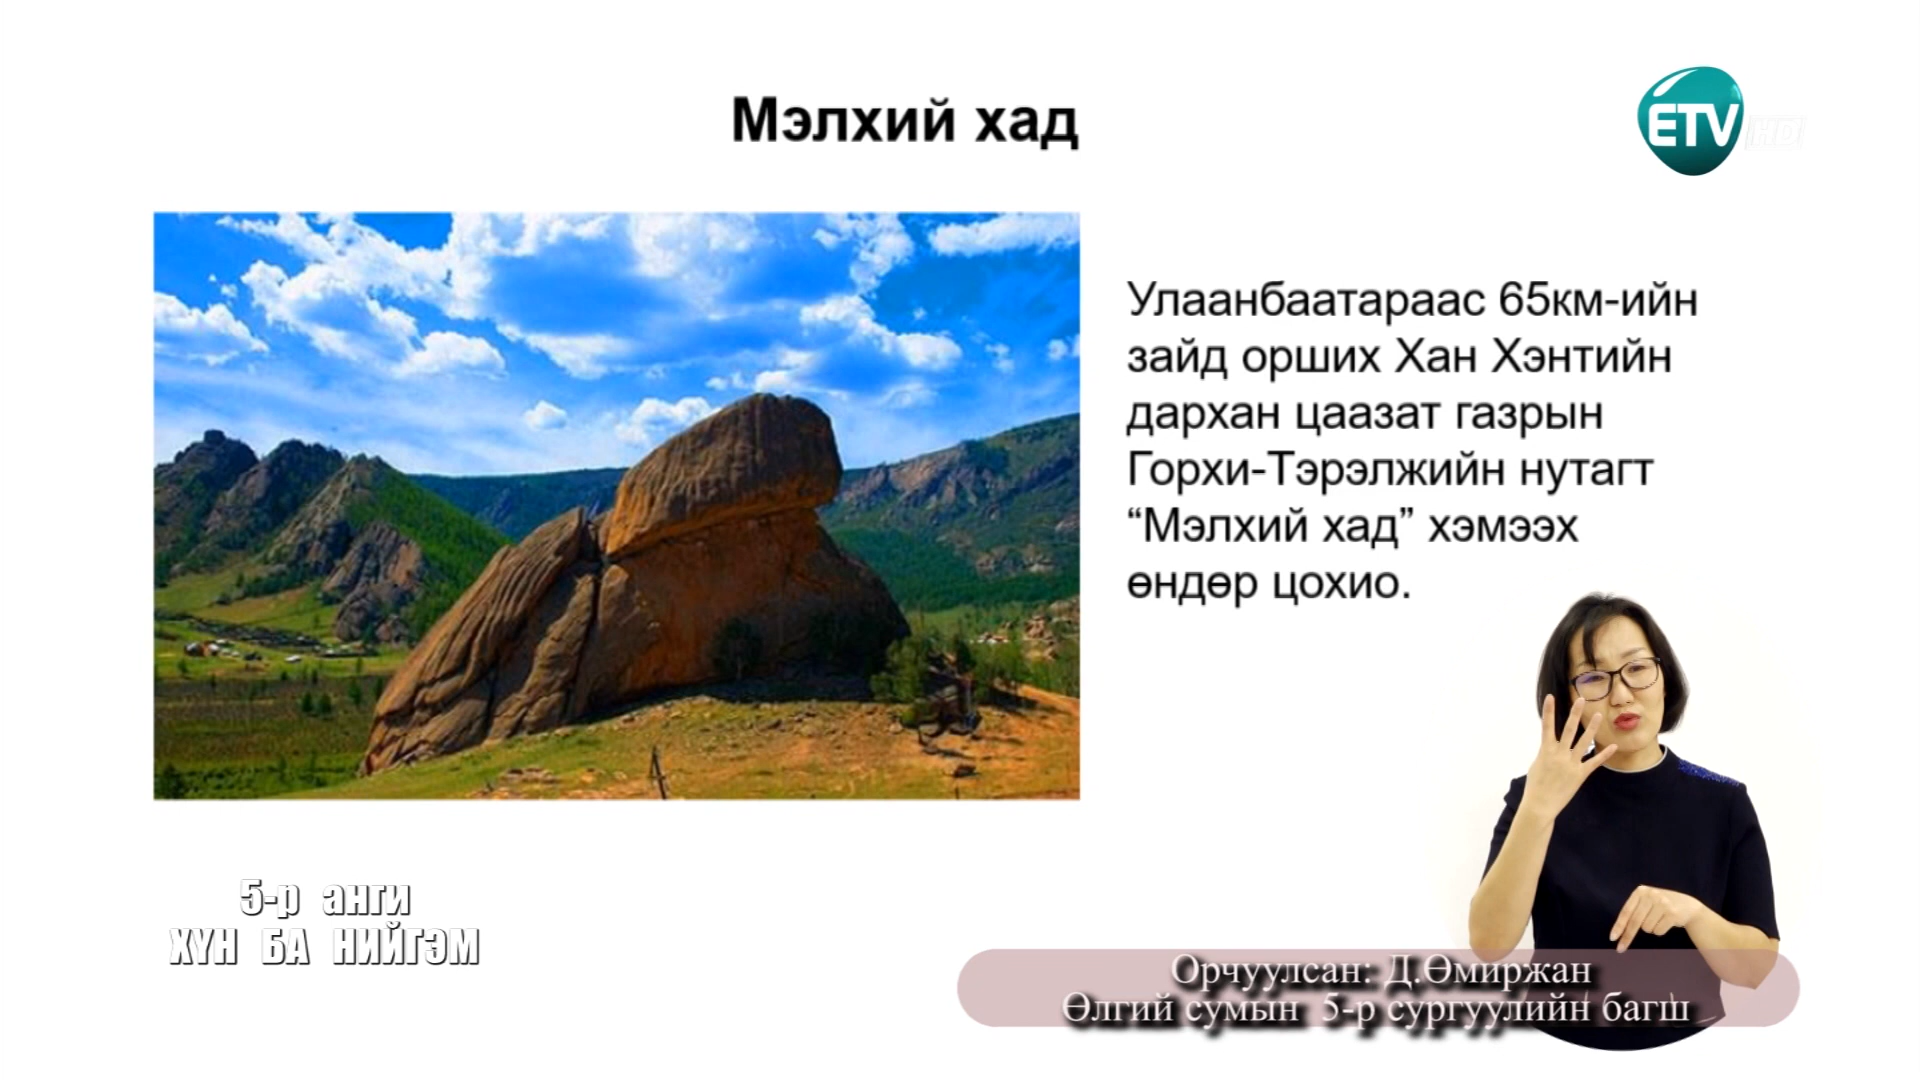 Мэлхий хад
ETV HD
Улаанбаатараас 65км-ийн
зайд орших Хан Хэнтийн
дархан цаазат газрын
Горхи-Тэрэлжийн нутагт
“Мэлхий хад” хэмээх
өндөр цохио.
5-р анги
ХҮН БА НИЙГЭМ
Орчуулсан: Д.Өмиржан
Өлгий сумын 5-р сургуулийн багш